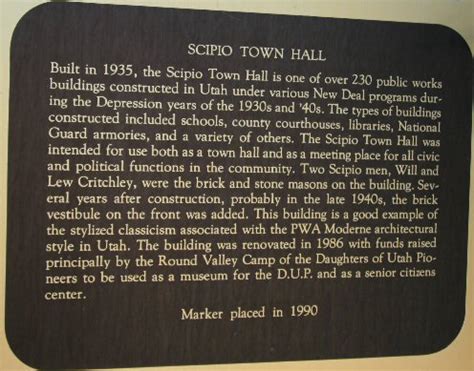 SCIPIO TOWN HALL
Built in 1935, the Scipio Town Hall is one of over 230 public works
buildings constructed in Utah under various New Deal programs dur-
ing the Depression years of the 1930s and '40s. The types of buildings
constructed included schools, county courthouses, libraries, National
Guard armories, and a variety of others. The Scipio Town Hall was
intended for use both as a town hall and as a meeting place for all civic
and political functions in the community. Two Scipio men, Will and
Lew Critchley, were the brick and stone masons on the building. Sev-
eral years after construction, probably in the late 1940s, the brick
vestibule on the front was added. This building is a good example of
the stylized classicism associated with the PWA Moderne architectural
style in Utah. The building was renovated in 1986 with funds raised
principally by the Round Valley Camp of the Daughters of Utah Pio-
neers to be used as a museum for the D.U.P. and as a senior citizens
center.
Marker placed in 1990